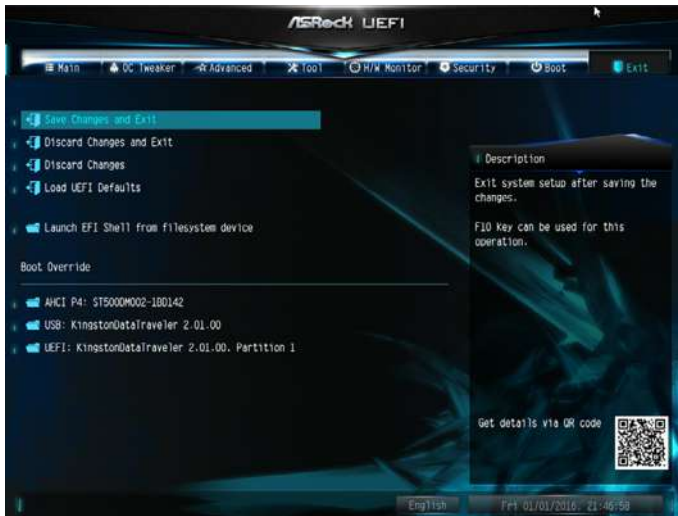 ASRock UEFI
Main OC Tweaker Advanced Tool H/W Monitor Security Boot Exit
Save Changes and Exit
Discard Changes and Exit
Discard Changes
Load UEFI Defaults
Launch EFI Shell from filesystem device
Boot Override
AHCI P4: ST500DM002-1BD142
USB: KingstonDataTraveler 2.01.00
UEFI: KingstonDataTraveler 2.01.00. Partition 1
Description
Exit system setup after saving the
changes.
F10 Key can be used for this
operation.
Get details via QR code
English
Fri 01/01/2016. 21:46:50